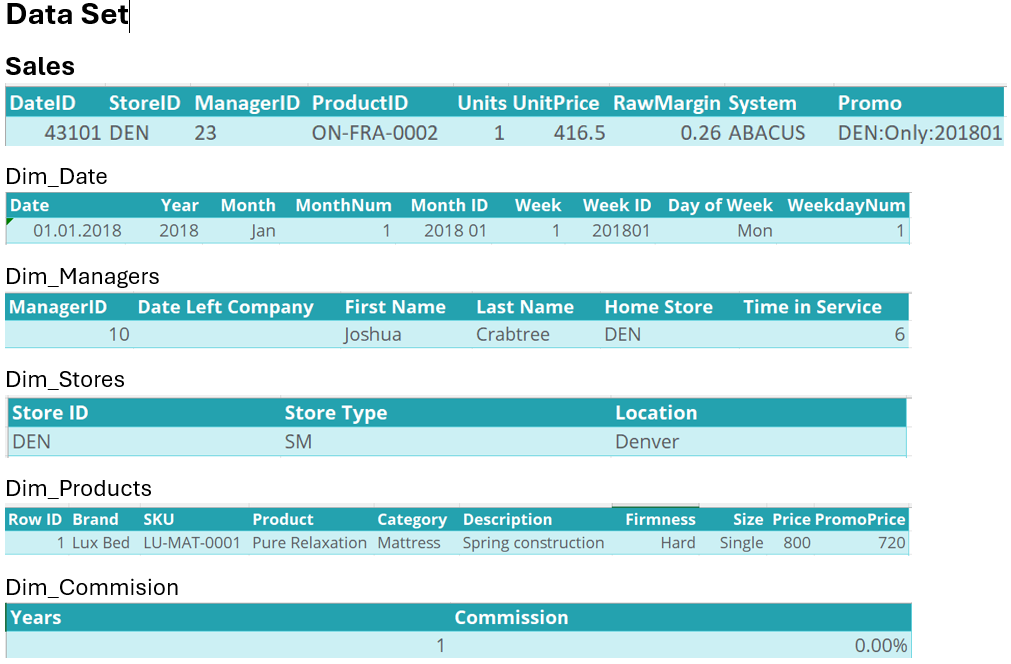 Data Set
Sales
DateID StoreID ManagerID ProductID Units UnitPrice RawMargin System Promo
43101 DEN 23 ON-FRA-0002 1 416.5 0.26 ABACUS DEN:Only:201801
Dim_Date
Date Year Month MonthNum Month ID Week Week ID Day of Week WeekdayNum
01.01.2018 2018 Jan 1 2018 01 1 201801 Mon 1
Dim_Managers
ManagerID Date Left Company First Name Last Name Home Store Time in Service
10 Joshua Crabtree DEN 6
Dim_Stores
Store ID Store Type Location
DEN SM Denver
Dim_Products
Row ID Brand SKU Product Category Description Firmness Size Price PromoPrice
1 Lux Bed LU-MAT-0001 Pure Relaxation Mattress Spring construction Hard Single 800 720
Dim_Commision
Years Commission
1 0.00%